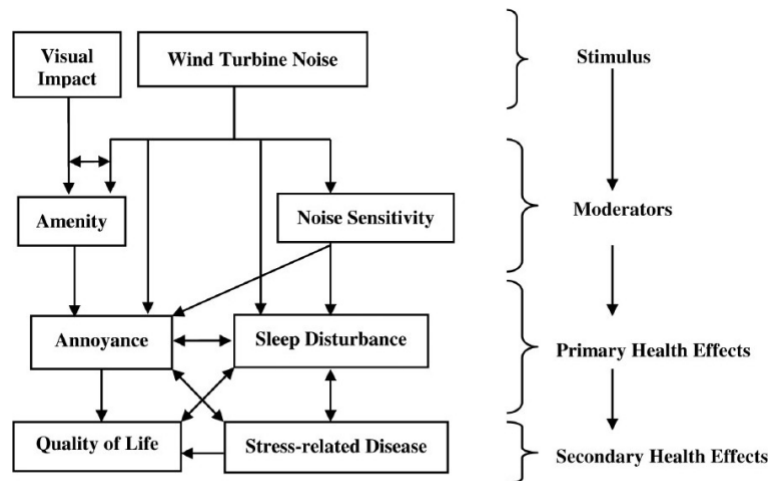 Visual
Impact
Wind Turbine Noise
Stimulus
Amenity
Noise Sensitivity
Moderators
Annoyance
Sleep Disturbance
Primary Health Effects
Quality of Life
Stress-related Disease
Secondary Health Effects